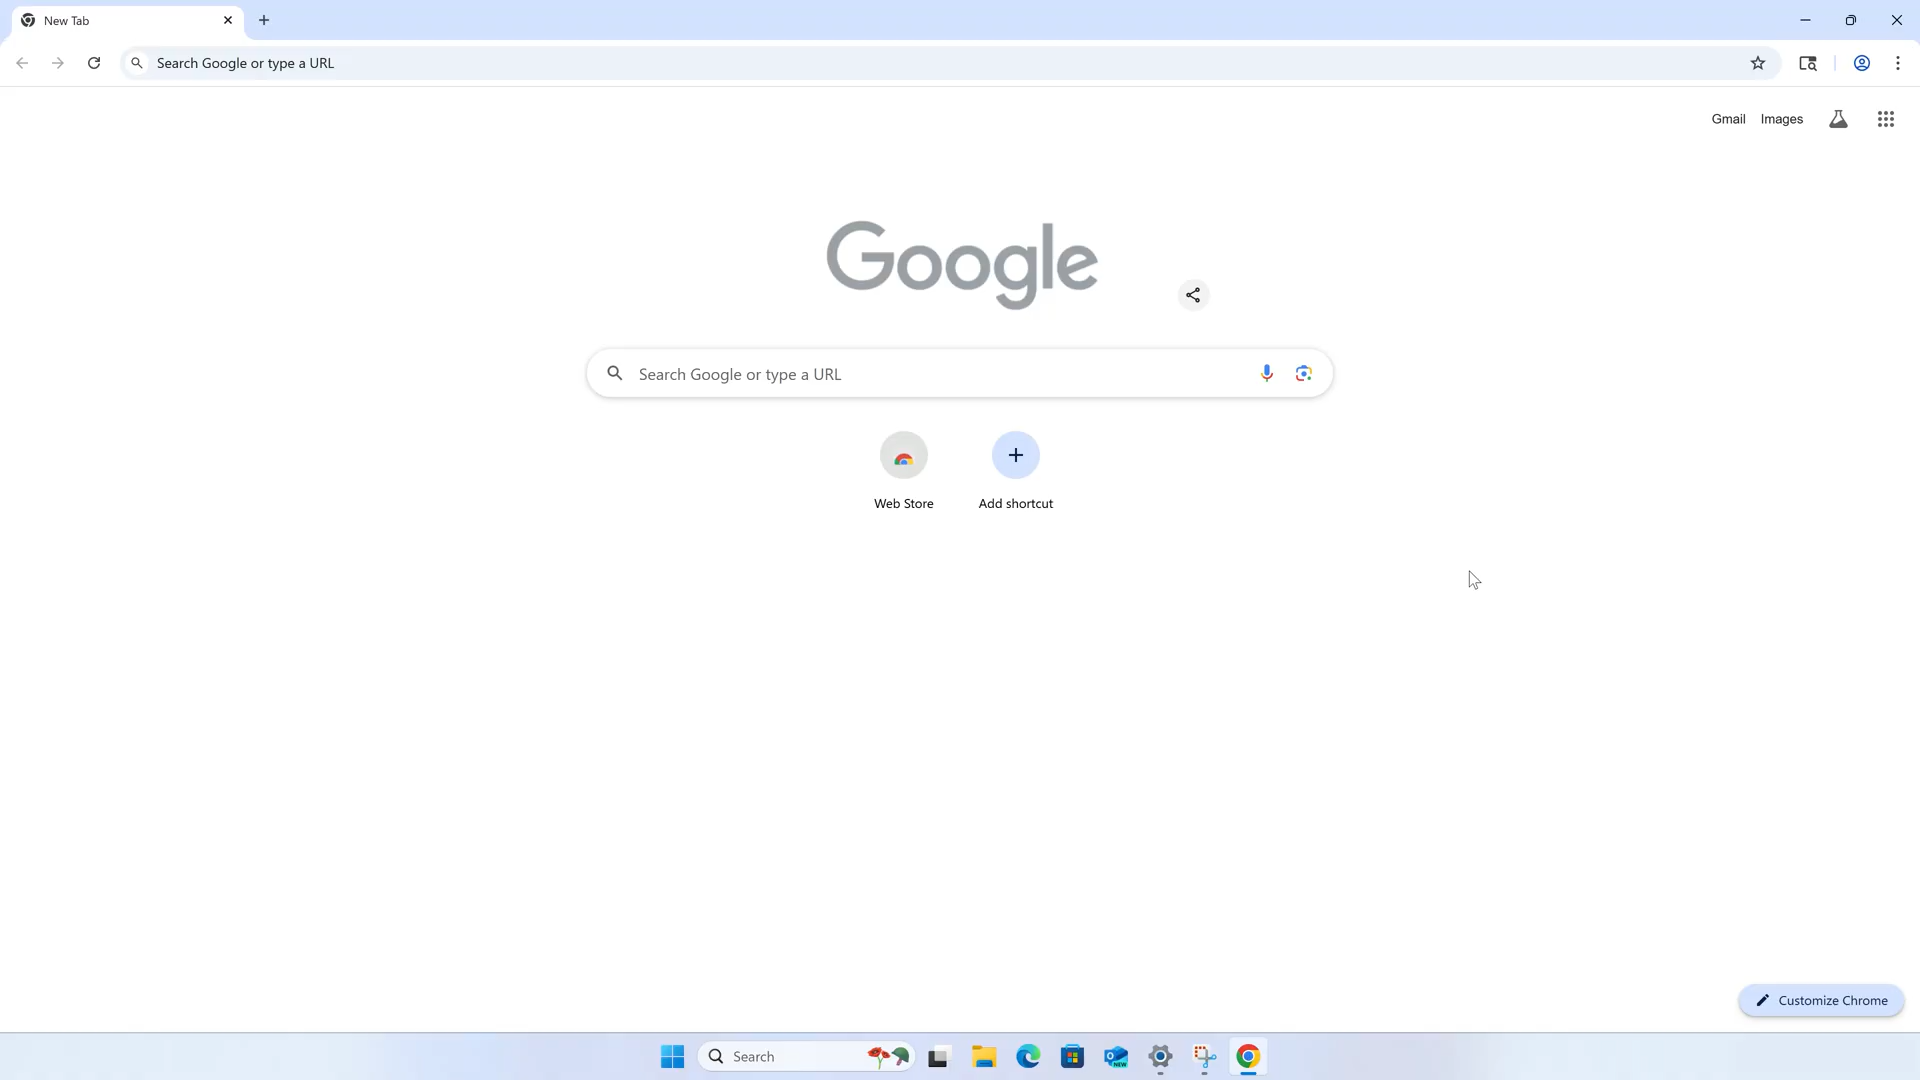 New Tab
Search Google or type a URL
Gmail Images
Google
Search Google or type a URL
Web Store Add shortcut
Customize Chrome
Search
NEW